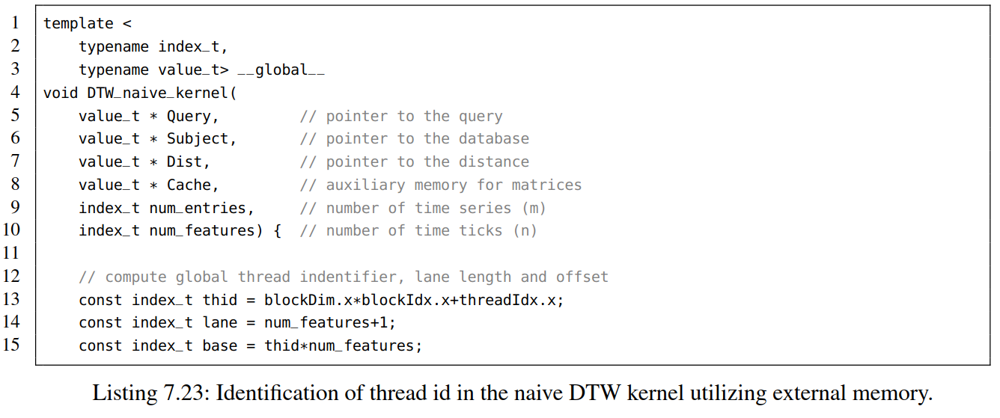 1 template <
2     typename index_t,
3     typename value_t> __global__
4 void DTW_naive_kernel(
5     value_t * Query,         // pointer to the query
6     value_t * Subject,       // pointer to the database
7     value_t * Dist,          // pointer to the distance
8     value_t * Cache,         // auxiliary memory for matrices
9     index_t num_entries,     // number of time series (m)
10     index_t num_features) {  // number of time ticks (n)
11
12     // compute global thread indentifier, lane length and offset
13     const index_t thid = blockDim.x*blockIdx.x+threadIdx.x;
14     const index_t lane = num_features+1;
15     const index_t base = thid*num_features;
Listing 7.23: Identification of thread id in the naive DTW kernel utilizing external memory.